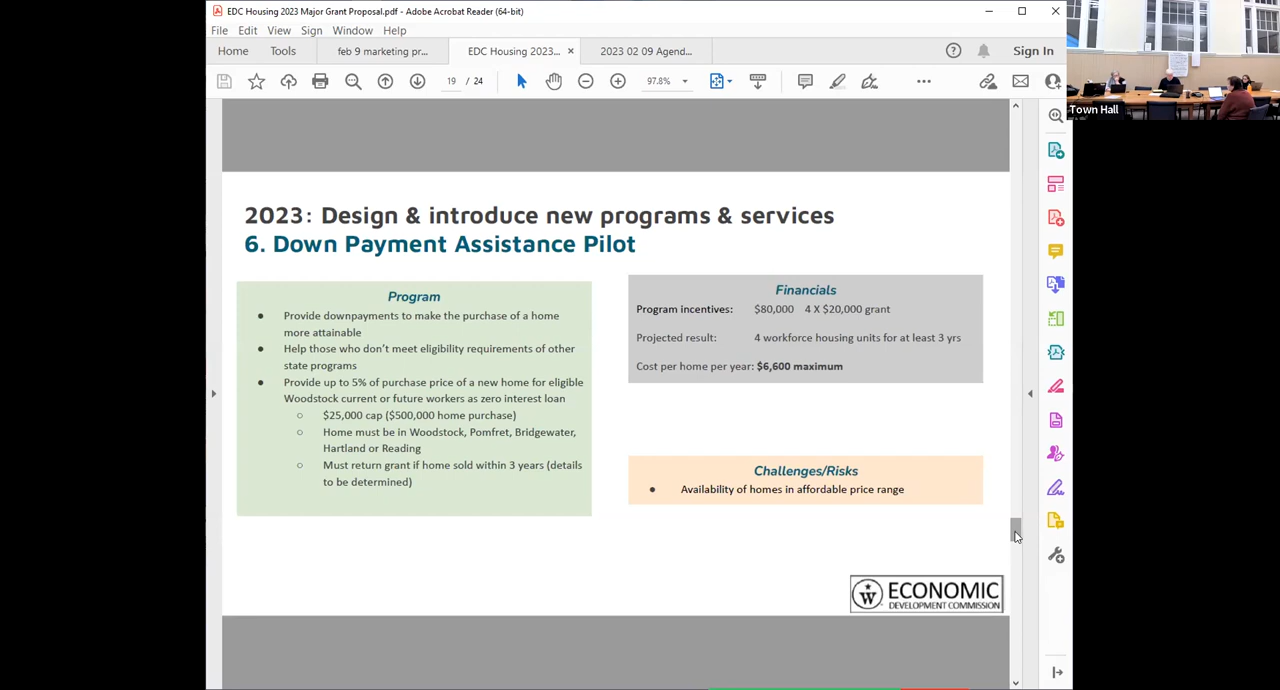 EDC Housing 2023 Major Grant Proposal.pdf - Adobe Acrobat Reader (64-bit)
File Edit View Sign Window Help
Home Tools feb 9 marketing pr... EDC Housing 2023... × 2023 02 09 Agend... Sign In
19 / 24 97.8%
Town Hall
2023: Design & introduce new programs & services
6. Down Payment Assistance Pilot
Program
● Provide downpayments to make the purchase of a home
more attainable
● Help those who don't meet eligibility requirements of other
state programs
● Provide up to 5% of purchase price of a new home for eligible
Woodstock current or future workers as zero interest loan
○ $25,000 cap ($500,000 home purchase)
○ Home must be in Woodstock, Pomfret, Bridgewater,
Hartland or Reading
○ Must return grant if home sold within 3 years (details
to be determined)
Financials
Program incentives: $80,000 4 X $20,000 grant
Projected result: 4 workforce housing units for at least 3 yrs
Cost per home per year: $6,600 maximum
Challenges/Risks
● Availability of homes in affordable price range
W ECONOMIC
DEVELOPMENT COMMISSION